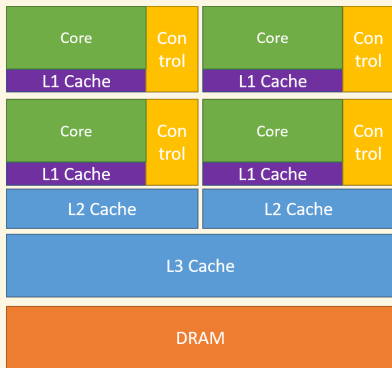 Core
Con
trol
Core
Con
trol
L1 Cache
L1 Cache
Core
Con
trol
Core
Con
trol
L1 Cache
L1 Cache
L2 Cache
L2 Cache
L3 Cache
DRAM